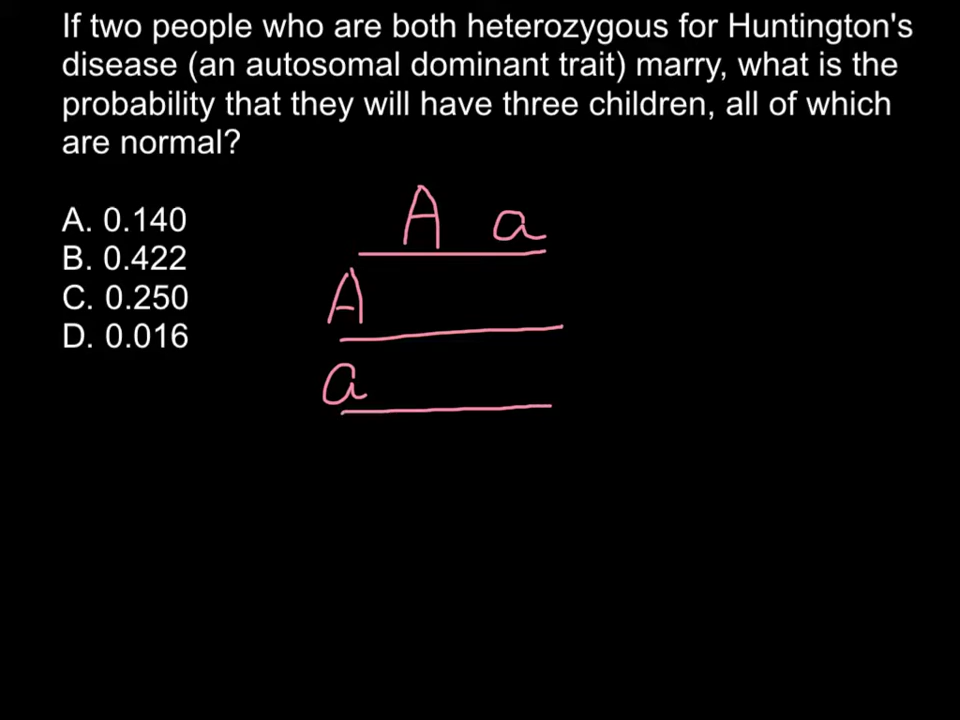 If two people who are both heterozygous for Huntington's
disease (an autosomal dominant trait) marry, what is the
probability that they will have three children, all of which
are normal?
A. 0.140
B. 0.422
C. 0.250
D. 0.016
A a
A
a